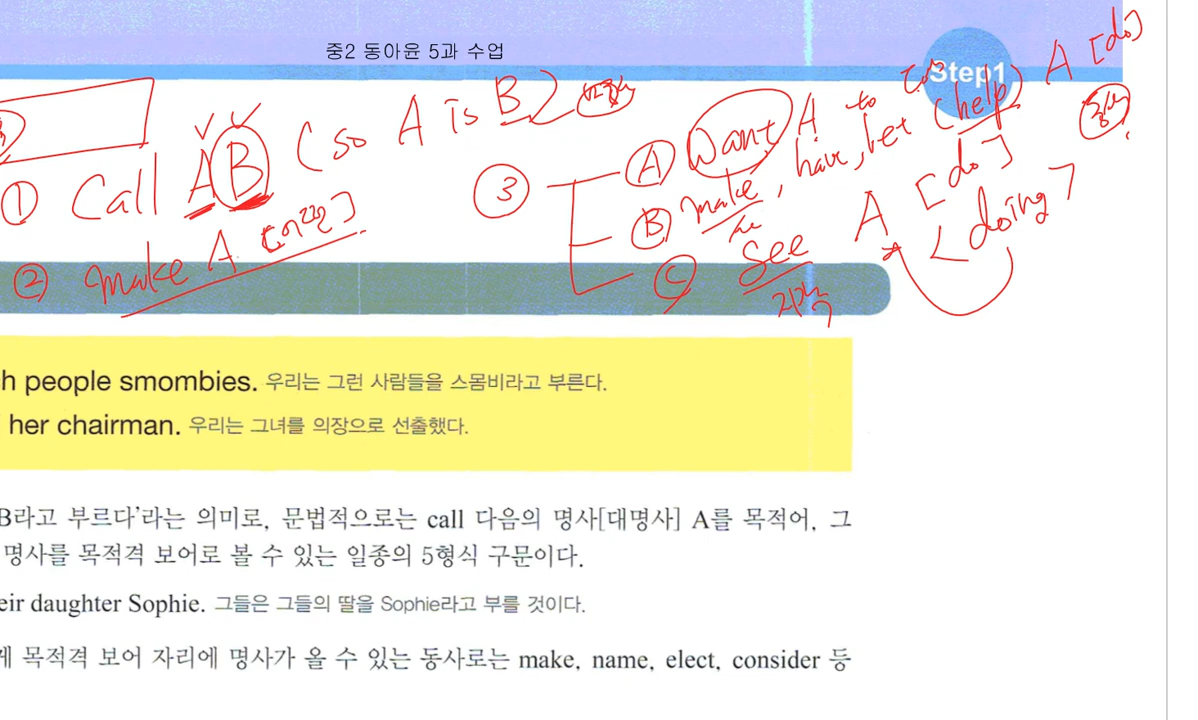 중2 동아윤 5과 수업
Step1
① Call A B (so A is B)
② make A
③ Ⓐ Want A to
Ⓑ make, have, let (help) A [do]
Ⓒ See A [do]
doing
h people smombies. 우리는 그런 사람들을 스몸비라고 부른다.
her chairman. 우리는 그녀를 의장으로 선출했다.
B라고 부르다’라는 의미로, 문법적으로는 call 다음의 명사[대명사] A를 목적어, 그
명사를 목적격 보어로 볼 수 있는 일종의 5형식 구문이다.
eir daughter Sophie. 그들은 그들의 딸을 Sophie라고 부를 것이다.
게 목적격 보어 자리에 명사가 올 수 있는 동사로는 make, name, elect, consider 등